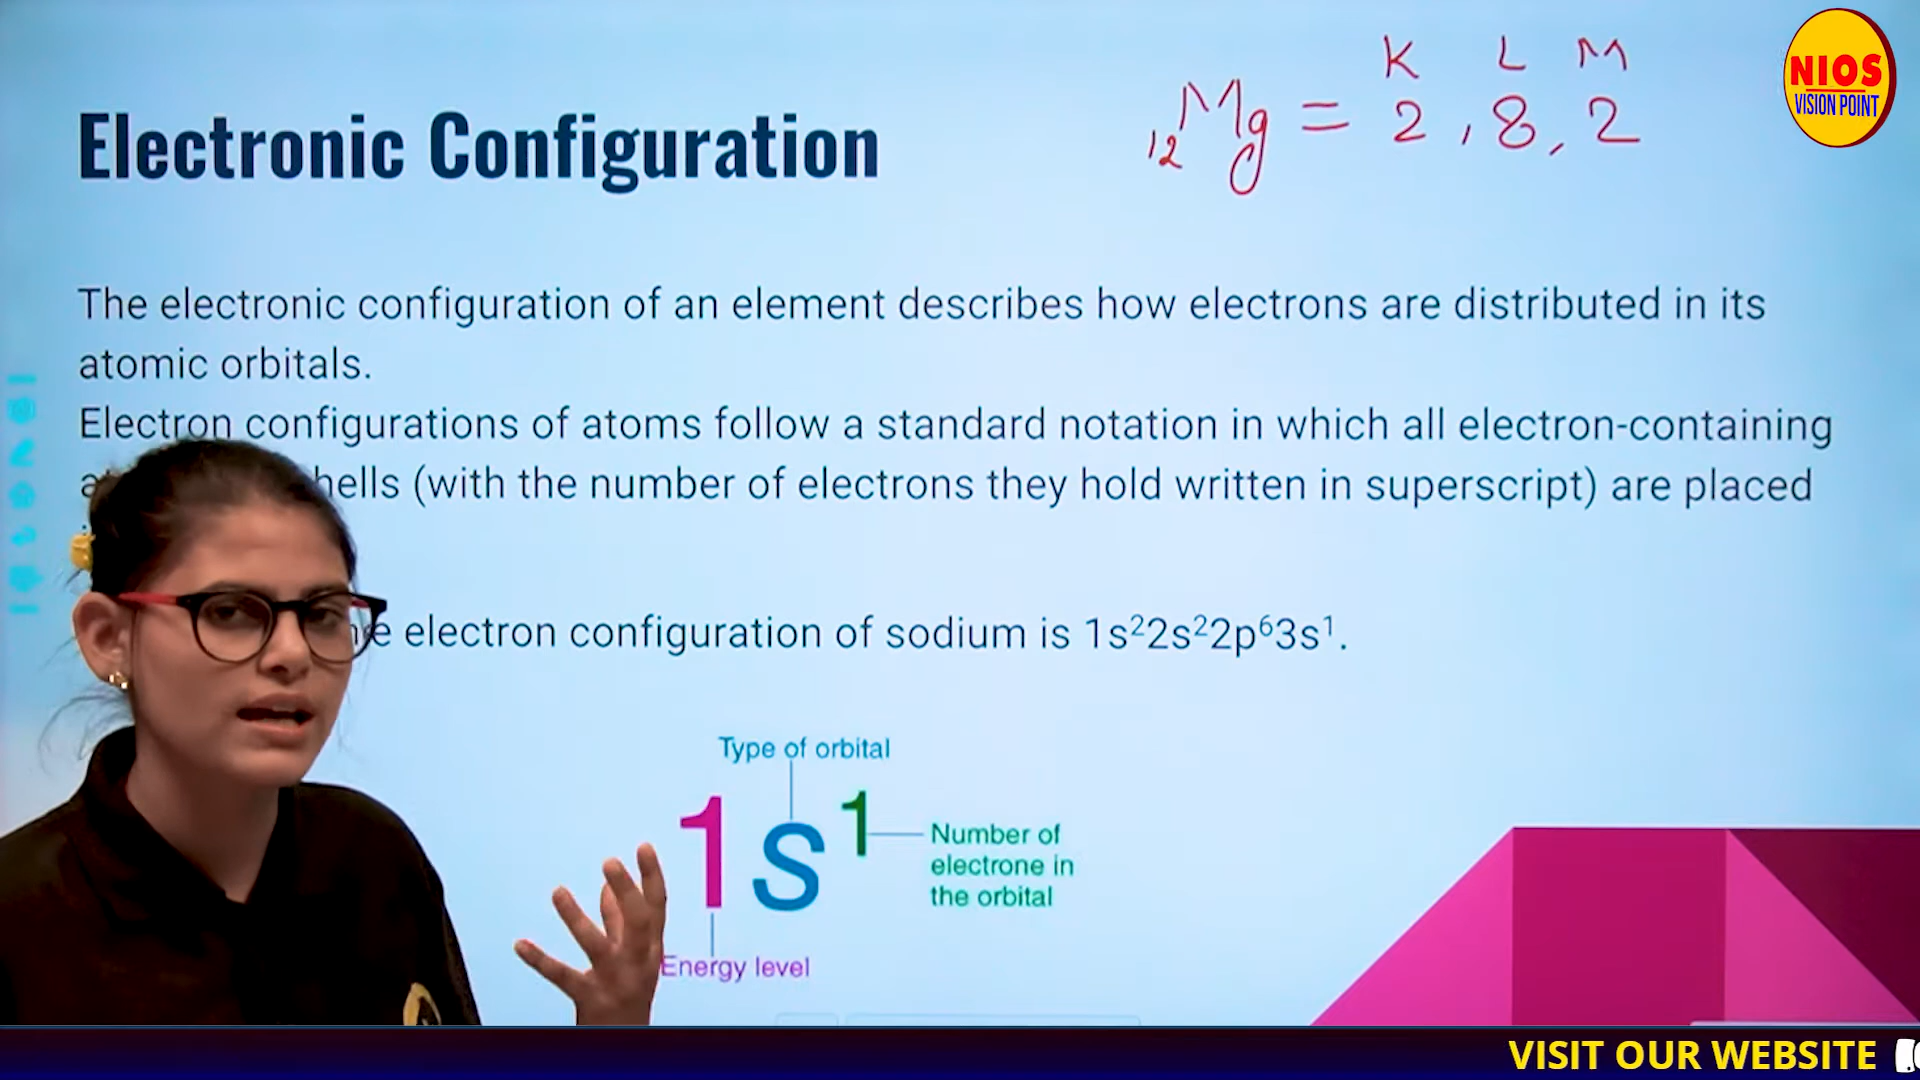 K L M
12Mg = 2, 8, 2
NIOS
VISION POINT
Electronic Configuration
The electronic configuration of an element describes how electrons are distributed in its
atomic orbitals.
Electron configurations of atoms follow a standard notation in which all electron-containing
(with the number of electrons they hold written in superscript) are placed
electron configuration of sodium is 1s²2s²2p⁶3s¹.
Type of orbital
1s¹
Number of
electrone in
the orbital
Energy level
VISIT OUR WEBSITE